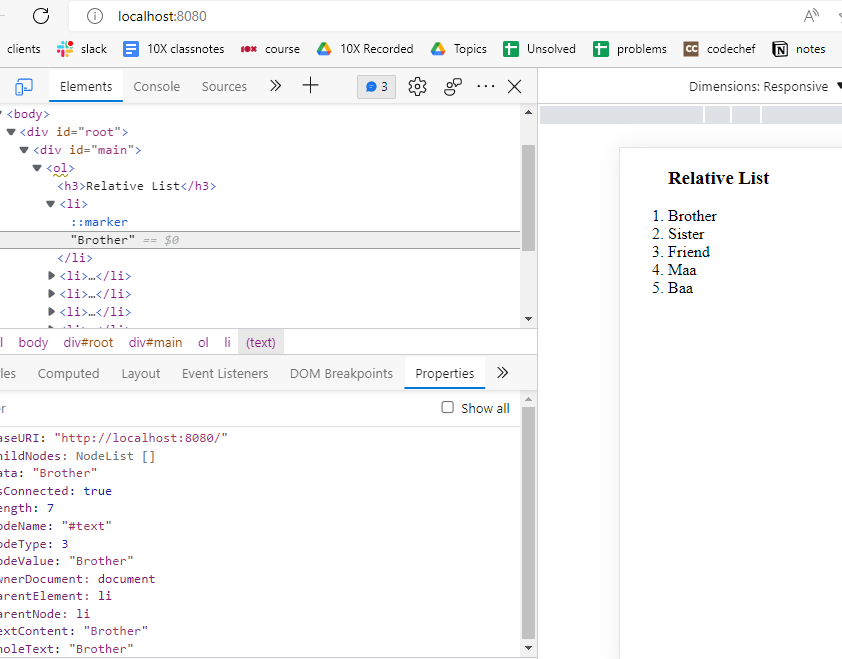 localhost:8080
clients slack 10X classnotes course 10X Recorded Topics Unsolved problems codechef notes
Elements Console Sources 3
Dimensions: Responsive
<body>
<div id="root">
<div id="main">
<ol>
<h3>Relative List</h3>
<li>
::marker
"Brother" == $0
</li>
<li>…</li>
<li>…</li>
<li>…</li>
l body div#root div#main ol li (text)
les Computed Layout Event Listeners DOM Breakpoints Properties
er Show all
aseURI: "http://localhost:8080/"
hildNodes: NodeList []
ata: "Brother"
sConnected: true
ength: 7
odeName: "#text"
odeType: 3
odeValue: "Brother"
wnerDocument: document
arentElement: li
arentNode: li
extContent: "Brother"
holeText: "Brother"
Relative List
1. Brother
2. Sister
3. Friend
4. Maa
5. Baa